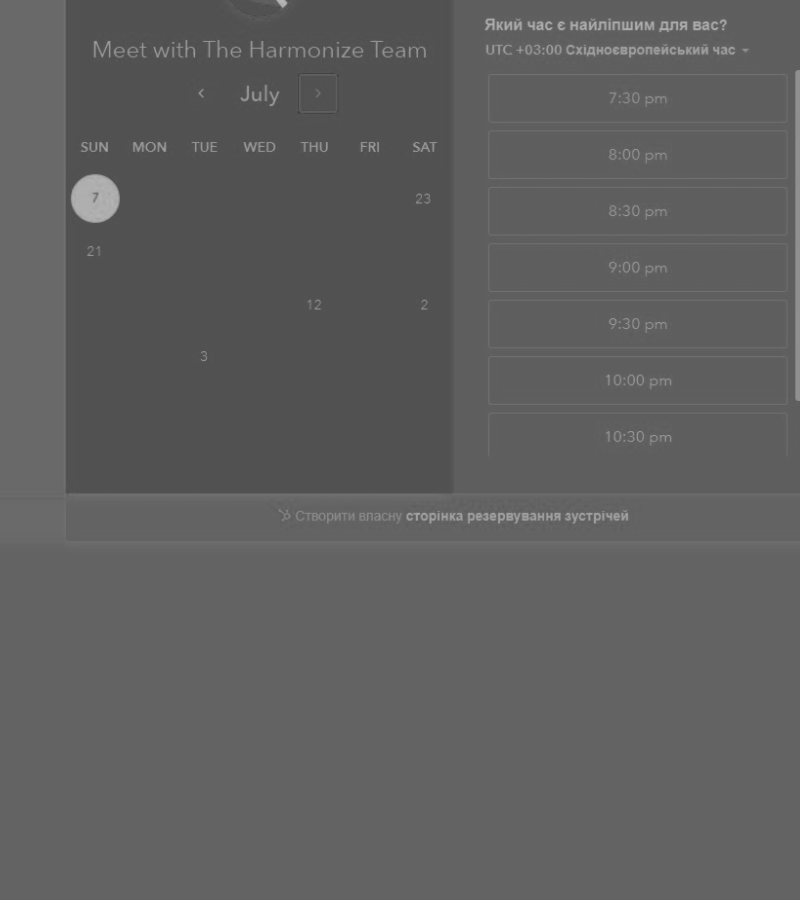 Meet with The Harmonize Team
July
SUN MON TUE WED THU FRI SAT
7 23
21
12 2
3
Який час є найліпшим для вас?
UTC +03:00 Східноєвропейський час
7:30 pm
8:00 pm
8:30 pm
9:00 pm
9:30 pm
10:00 pm
10:30 pm
Створити власну сторінка резервування зустрічей